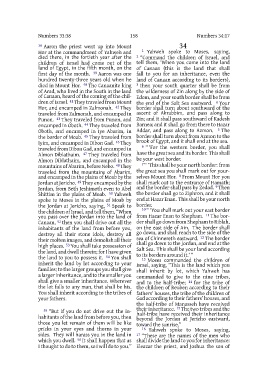 Numbers 33:38
158
Numbers 34:17
38 Aaron the priest went up into Mount
Hor at the commandment of Yahweh and
died there, in the fortieth year after the
children of Israel had come out of the
land of Egypt, in the fifth month, on the
first day of the month. 39 Aaron was one
hundred twenty-three years old when he
died in Mount Hor. 40 The Canaanite king
of Arad, who lived in the South in the land
of Canaan, heard of the coming of the chil-
dren of Israel. 41 They traveled from Mount
Hor, and encamped in Zalmonah. 42 They
traveled from Zalmonah, and encamped in
Punon. 43 They traveled from Punon, and
encamped in Oboth. 44 They traveled from
Oboth, and encamped in Iye Abarim, in
the border of Moab. 45 They traveled from
Iyim, and encamped in Dibon Gad. 46 They
traveled from Dibon Gad, and encamped in
Almon Diblathaim. 47 They traveled from
Almon Diblathaim, and encamped in the
mountains of Abarim, before Nebo. 48 They
traveled from the mountains of Abarim,
and encamped in the plains of Moab by the
Jordan at Jericho. 49 They encamped by the
Jordan, from Beth Jeshimoth even to Abel
Shittim in the plains of Moab. 50 Yahweh
spoke to Moses in the plains of Moab by
the Jordan at Jericho, saying, 51 "Speak to
the children of Israel, and tell them, 'When
you pass over the Jordan into the land of
Canaan, 52 then you shall drive out all the
inhabitants of the land from before you,
destroy all their stone idols, destroy all
their molten images, and demolish all their
high places. 53 You shall take possession of
the land, and dwell therein; for I have given
the land to you to possess it. 54 You shall
inherit the land by lot according to your
families; to the larger groups you shall give
a larger inheritance, and to the smaller you
shall give a smaller inheritance. Wherever
the lot falls to any man, that shall be his.
You shall inherit according to the tribes of
your fathers.
55 "But if you do not drive out the in-
habitants of the land from before you, then
those you let remain of them will be like
pricks in your eyes and thorns in your
sides. They will harass you in the land in
which you dwell. 56 It shall happen that as
I thought to do to them, so I will do to you."
34
1 Yahweh spoke to Moses, saying,
2 "Command the children of Israel, and
tell them, 'When you come into the land
of Canaan (this is the land that shall
fall to you for an inheritance, even the
land of Canaan according to its borders),
3 then your south quarter shall be from
the wilderness of Zin along by the side of
Edom, and your south border shall be from
the end of the Salt Sea eastward. 4 Your
border shall turn about southward of the
ascent of Akrabbim, and pass along to
Zin; and it shall pass southward of Kadesh
Barnea; and it shall go from there to Hazar
Addar, and pass along to Azmon. 5 The
border shall turn about from Azmon to the
brook of Egypt, and it shall end at the sea.
6 "'For the western border, you shall
have the great sea and its border. This shall
be your west border.
7 "'This shall be your north border: from
the great sea you shall mark out for your-
selves Mount Hor. 8 From Mount Hor you
shall mark out to the entrance of Hamath;
and the border shall pass by Zedad. 9 Then
the border shall go to Ziphron, and it shall
end at Hazar Enan. This shall be your north
border.
10 "'You shall mark out your east border
from Hazar Enan to Shepham. 11 The bor-
der shall go down from Shepham to Riblah,
on the east side of Ain. The border shall
go down, and shall reach to the side of the
sea of Chinnereth eastward. 12 The border
shall go down to the Jordan, and end at the
Salt Sea. This shall be your land according
to its borders around it.'"
13 Moses commanded the children of
Israel, saying, "This is the land which you
shall inherit by lot, which Yahweh has
commanded to give to the nine tribes,
and to the half-tribe; 14 for the tribe of
the children of Reuben according to their
fathers' houses, the tribe of the children of
Gad according to their fathers' houses, and
the half-tribe of Manasseh have received
their inheritance. 15 The two tribes and the
half-tribe have received their inheritance
beyond the Jordan at Jericho eastward,
toward the sunrise."
16 Yahweh spoke to Moses, saying,
17 "These are the names of the men who
shall divide the land to you for inheritance:
Eleazar the priest, and Joshua the son of